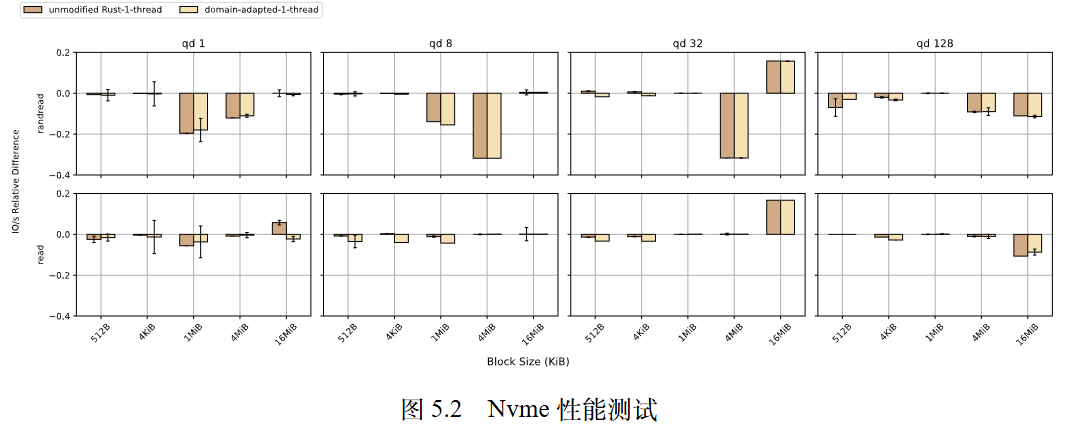 unmodified Rust-1-thread domain-adapted-1-thread
qd 1 qd 8 qd 32 qd 128
IO/s Relative Difference
randread
0.2
0.0
−0.2
−0.4
read
0.2
0.0
−0.2
−0.4
512B 4KiB 1MiB 4MiB 16MiB 512B 4KiB 1MiB 4MiB 16MiB 512B 4KiB 1MiB 4MiB 16MiB 512B 4KiB 1MiB 4MiB 16MiB
Block Size (KiB)
图 5.2 Nvme 性能测试